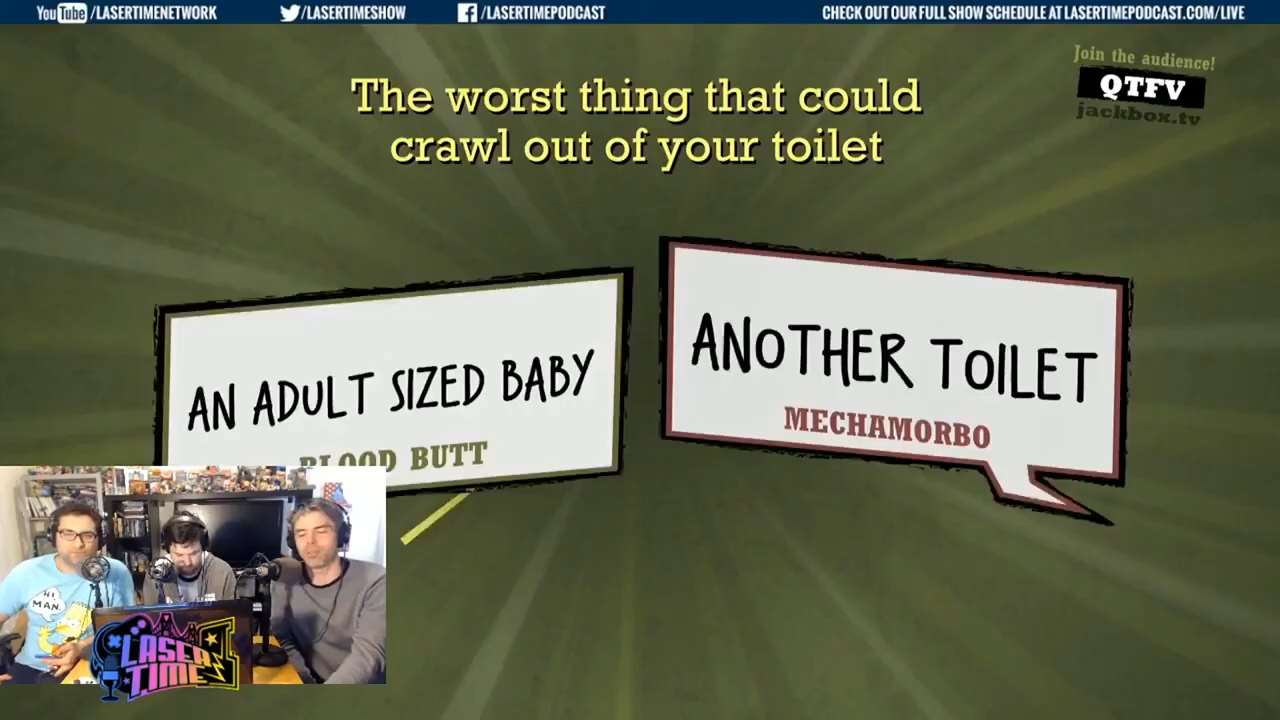 YouTube /LASERTIMENETWORK
/LASERTIMESHOW
/LASERTIMEPODCAST
CHECK OUT OUR FULL SHOW SCHEDULE AT LASERTIMEPODCAST.COM/LIVE
Join the audience!
QTFV
jackbox.tv
The worst thing that could
crawl out of your toilet
AN ADULT SIZED BABY
BLOOD BUTT
ANOTHER TOILET
MECHAMORBO
HI
MAN.
LASER
TIME